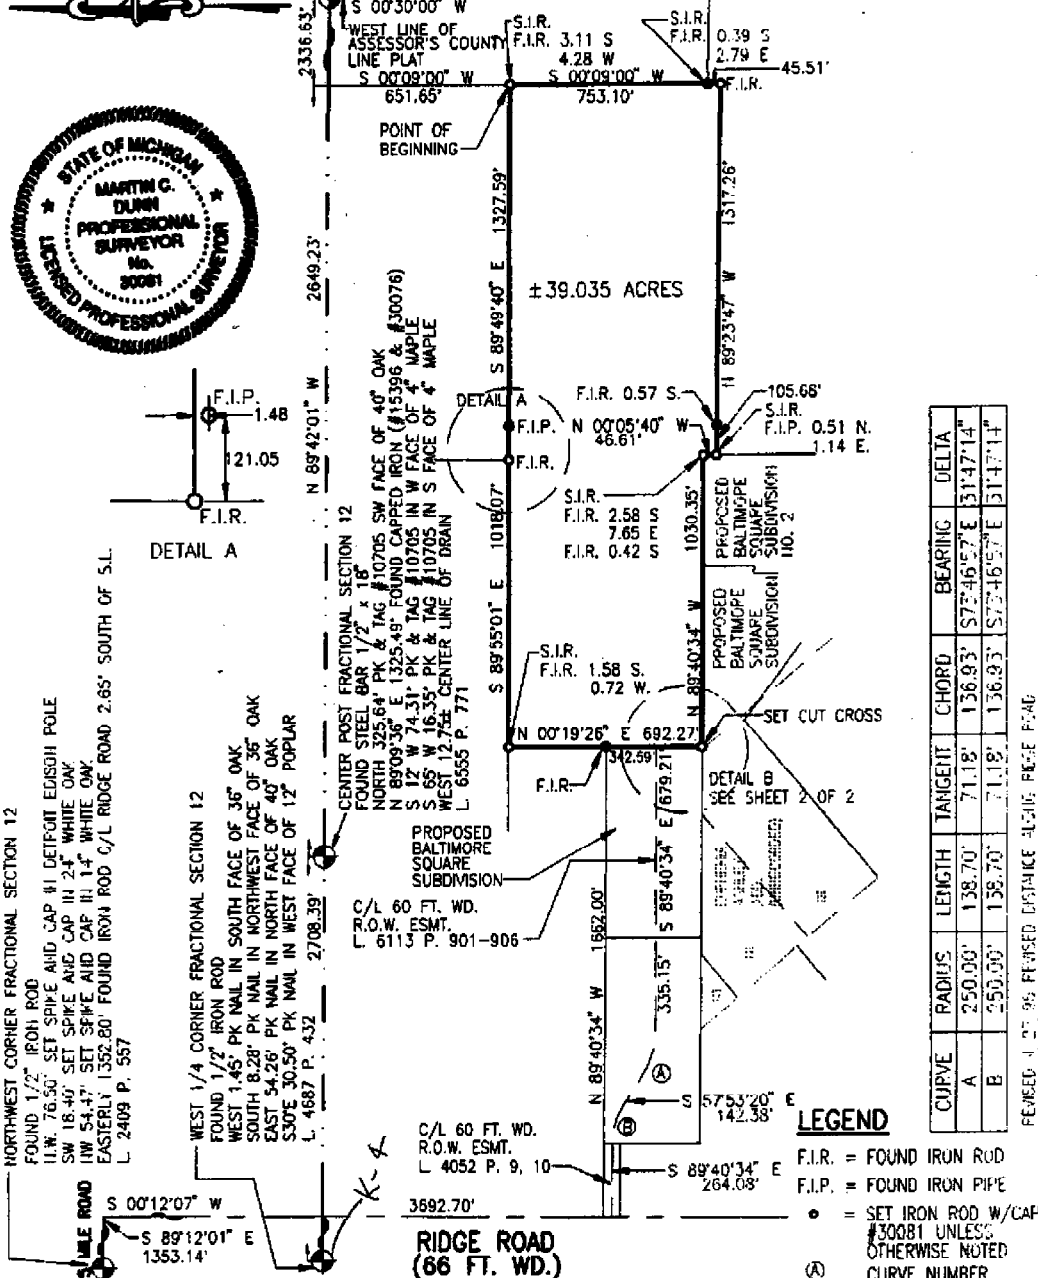 2336.63'
S 00°30'00" W
WEST LINE OF
ASSESSOR'S COUNTY
LINE PLAT
S 00°09'00" W
651.65'
S.I.R.
F.I.R. 3.11 S
4.28 W
S 00°09'00" W
753.10'
S.I.R.
F.I.R. 0.39 S
2.79 E
45.51'
F.I.R.
POINT OF
BEGINNING
STATE OF MICHIGAN
MARTIN C.
DUNN
PROFESSIONAL
SURVEYOR
No.
30081
LICENSED PROFESSIONAL SURVEYOR
2649.23'
N 89°42'01" W
S 89°49'40" E 1327.59'
±39.035 ACRES
N 89°23'47" W 1317.26'
F.I.P.
1.48
121.05
F.I.R.
DETAIL A
DETAIL A
F.I.P.
F.I.R.
F.I.R. 0.57 S.
105.68'
N 00°05'40" W
46.61'
S.I.R.
F.I.P. 0.51 N.
1.14 E.
S.I.R.
F.I.R. 2.58 S
7.65 E
F.I.R. 0.42 S
S 89°55'01" E 1018.07'
N 89°40'34" W 1030.35'
PROPOSED
BALTIMORE
SQUARE
SUBDIVISION
NO. 2
PROPOSED
BALTIMORE
SQUARE
SUBDIVISION
S.I.R.
F.I.R. 1.58 S.
0.72 W.
N 00°19'26" E 692.27'
342.59'
SET CUT CROSS
F.I.R.
DETAIL B
SEE SHEET 2 OF 2
CENTER POST FRACTIONAL SECTION 12
FOUND STEEL BAR 1/2" x 18"
NORTH 325.64' PK & TAG #10705 SW FACE OF 40" OAK
N 89°09'36" E 1325.49' FOUND CAPPED IRON (#15396 & #30076)
S 12° W 74.31' PK & TAG #10705 IN W FACE OF 4" MAPLE
S 65° W 16.35' PK & TAG #10705 IN S FACE OF 4" MAPLE
WEST 12.75± CENTER LINE OF DRAIN
L. 6555 P. 771
PROPOSED
BALTIMORE
SQUARE
SUBDIVISION
S 89°40'34" E 679.21'
C/L 60 FT. WD.
R.O.W. ESMT.
L. 6113 P. 901-906
N 89°40'34" W 1662.00'
335.15'
A
S 57°53'20" E
142.38'
B
C/L 60 FT. WD.
R.O.W. ESMT.
L 4052 P. 9, 10
S 89°40'34" E
264.08'
NORTHWEST CORNER FRACTIONAL SECTION 12
FOUND 1/2" IRON ROD
N.W. 76.50' SET SPIKE AND CAP IN DETROIT EDISON POLE
SW 18.40' SET SPIKE AND CAP IN 24" WHITE OAK
NW 54.47' SET SPIKE AND CAP IN 14" WHITE OAK
EASTERLY 1352.80' FOUND IRON ROD C/L RIDGE ROAD 2.65' SOUTH OF S.L.
L. 2409 P. 557
WEST 1/4 CORNER FRACTIONAL SECTION 12
FOUND 1/2" IRON ROD
WEST 1.45' PK NAIL IN SOUTH FACE OF 36" OAK
SOUTH 8.28' PK NAIL IN NORTHWEST FACE OF 36" OAK
EAST 54.26' PK NAIL IN NORTH FACE OF 40" OAK
S30°E 30.50' PK NAIL IN WEST FACE OF 12" POPLAR
L. 4687 P. 432
2708.39'
K-4
MILE ROAD
S 00°12'07" W
S 89°12'01" E
1353.14'
3692.70'
RIDGE ROAD
(66 FT. WD.)
CURVE RADIUS LENGTH TANGENT CHORD BEARING DELTA
A 250.00' 138.70' 71.18' 136.93' S73°46'57"E 31°47'14"
B 250.00' 138.70' 71.18' 136.93' S73°46'57"E 31°47'14"
REVISED DISTANCE ALONG RIDGE ROAD
LEGEND
F.I.R. = FOUND IRON ROD
F.I.P. = FOUND IRON PIPE
= SET IRON ROD W/CAP
#30081 UNLESS
OTHERWISE NOTED
(A) CURVE NUMBER